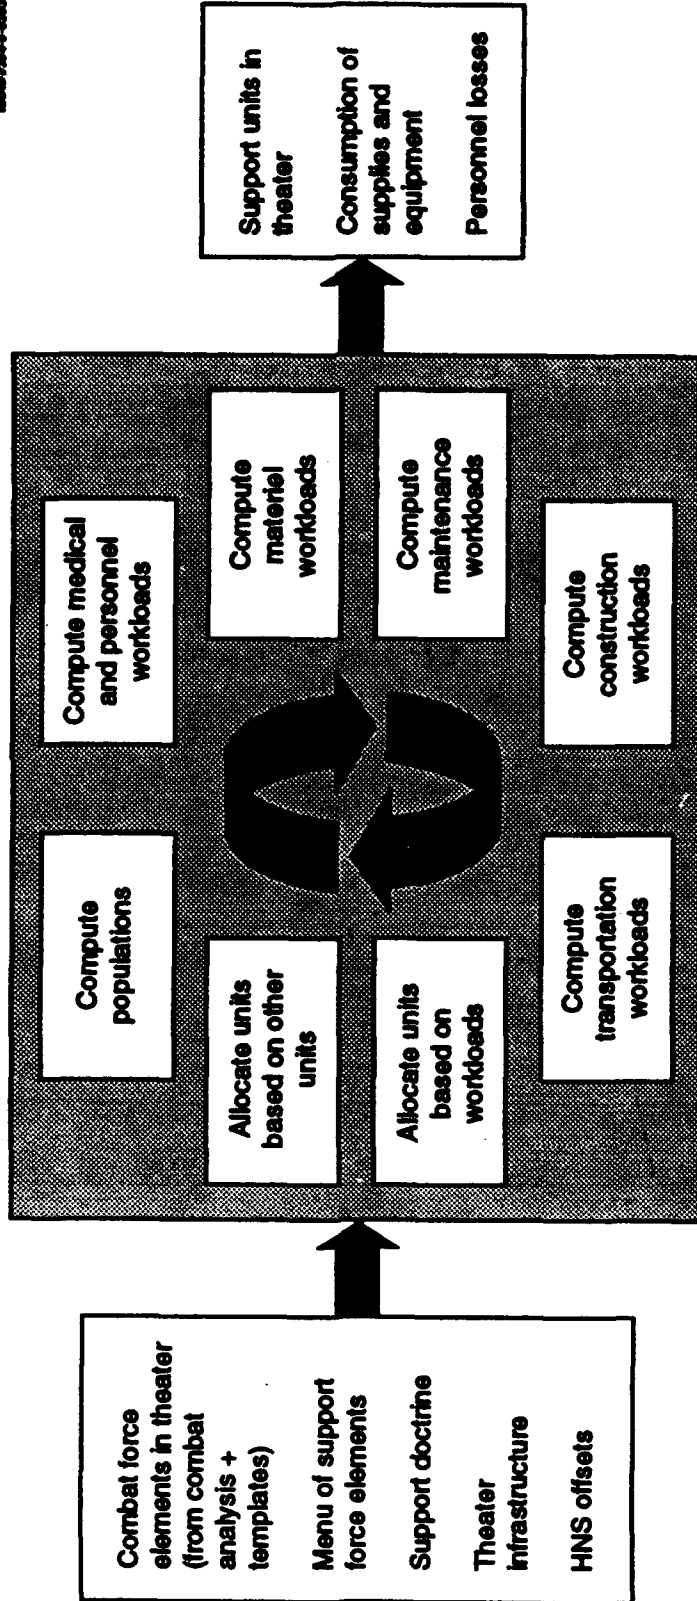 Combat force
elements in theater
(from combat
analysis +
templates)
Menu of support
force elements
Support doctrine
Theater
infrastructure
HNS offsets
Compute
populations
Compute medical
and personnel
workloads
Allocate units
based on other
units
Compute
materiel
workloads
Allocate units
based on
workloads
Compute
maintenance
workloads
Compute
transportation
workloads
Compute
construction
workloads
Support units in
theater
Consumption of
supplies and
equipment
Personnel losses